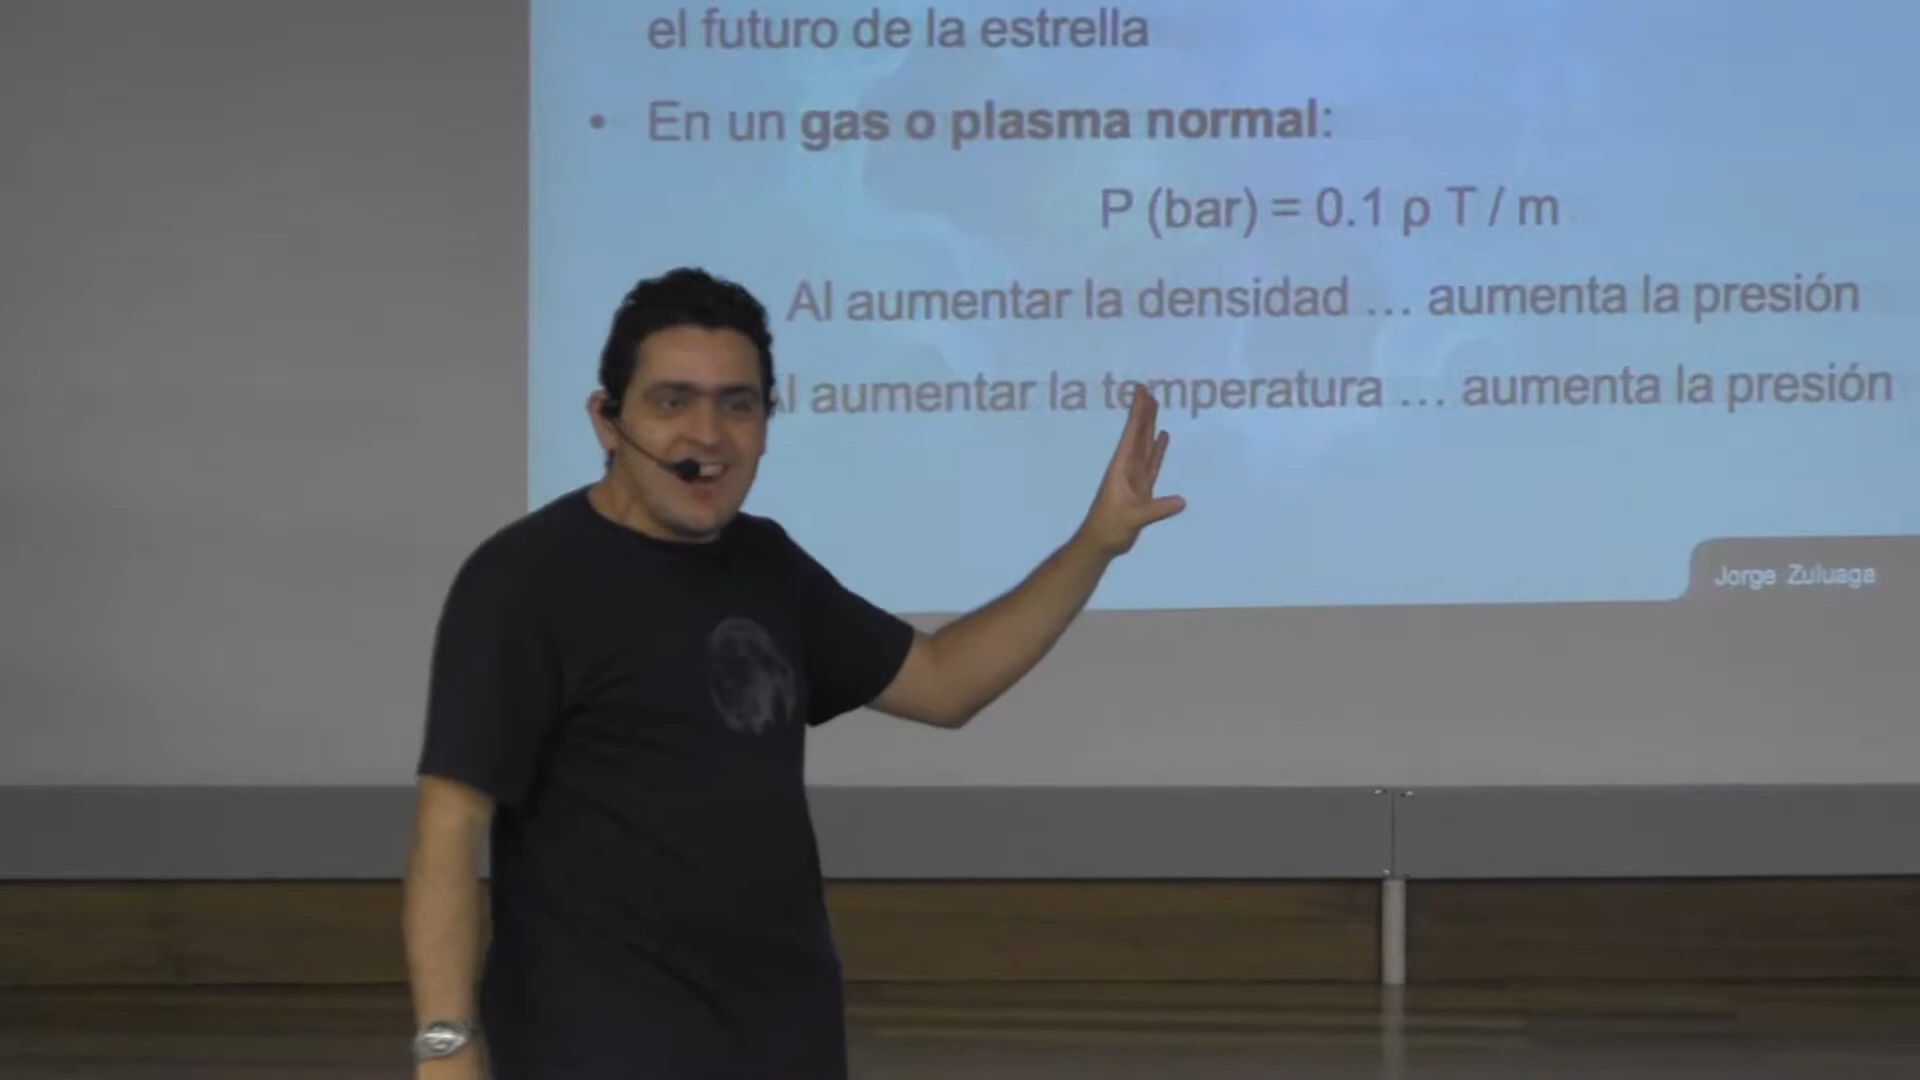 el futuro de la estrella
• En un gas o plasma normal:
P (bar) = 0.1 ρ T / m
Al aumentar la densidad … aumenta la presión
l aumentar la temperatura … aumenta la presión
Jorge Zuluaga